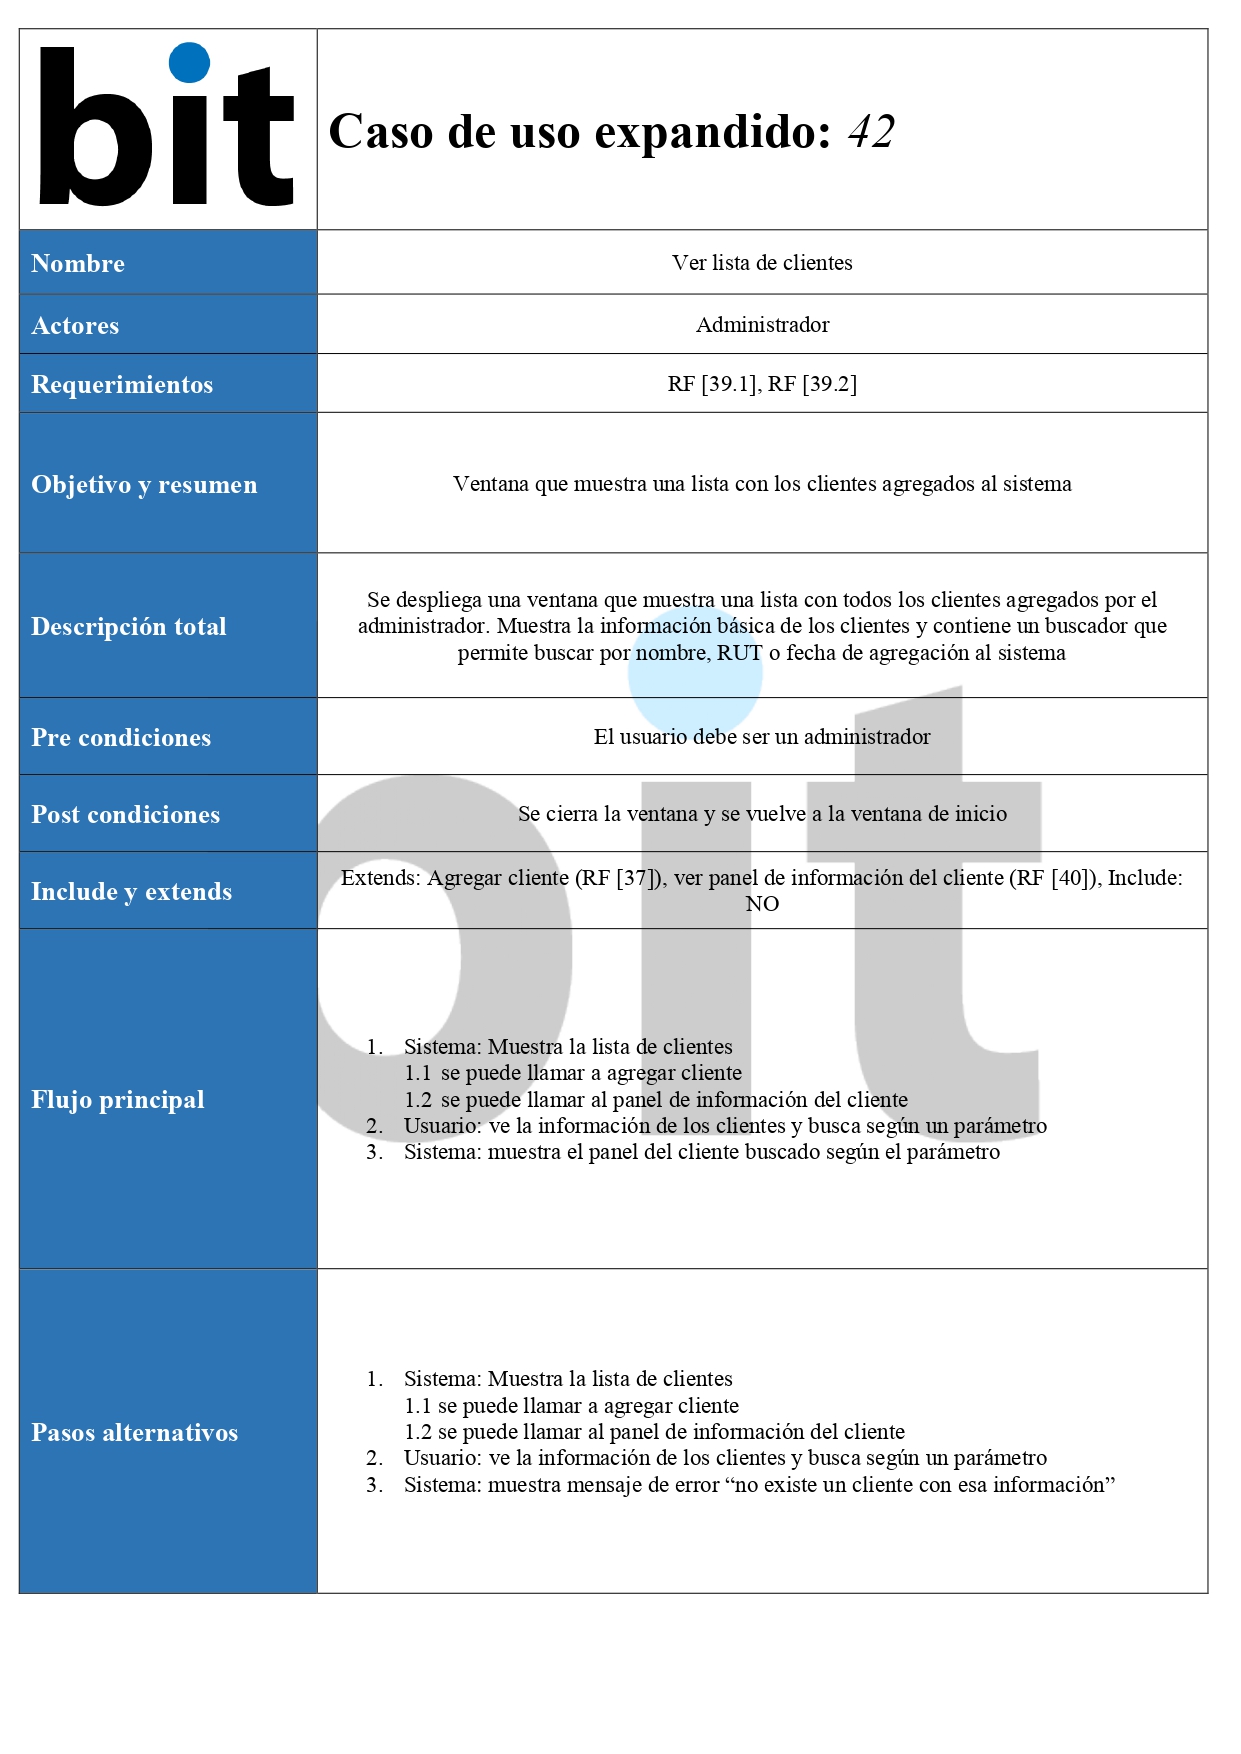 bit
Caso de uso expandido: 42
Nombre
Ver lista de clientes
Actores
Administrador
Requerimientos
RF [39.1], RF [39.2]
Objetivo y resumen
Ventana que muestra una lista con los clientes agregados al sistema
Descripción total
Se despliega una ventana que muestra una lista con todos los clientes agregados por el
administrador. Muestra la información básica de los clientes y contiene un buscador que
permite buscar por nombre, RUT o fecha de agregación al sistema
Pre condiciones
El usuario debe ser un administrador
Post condiciones
Se cierra la ventana y se vuelve a la ventana de inicio
Include y extends
Extends: Agregar cliente (RF [37]), ver panel de información del cliente (RF [40]), Include:
NO
Flujo principal
1. Sistema: Muestra la lista de clientes
1.1 se puede llamar a agregar cliente
1.2 se puede llamar al panel de información del cliente
2. Usuario: ve la información de los clientes y busca según un parámetro
3. Sistema: muestra el panel del cliente buscado según el parámetro
Pasos alternativos
1. Sistema: Muestra la lista de clientes
1.1 se puede llamar a agregar cliente
1.2 se puede llamar al panel de información del cliente
2. Usuario: ve la información de los clientes y busca según un parámetro
3. Sistema: muestra mensaje de error “no existe un cliente con esa información”
bit